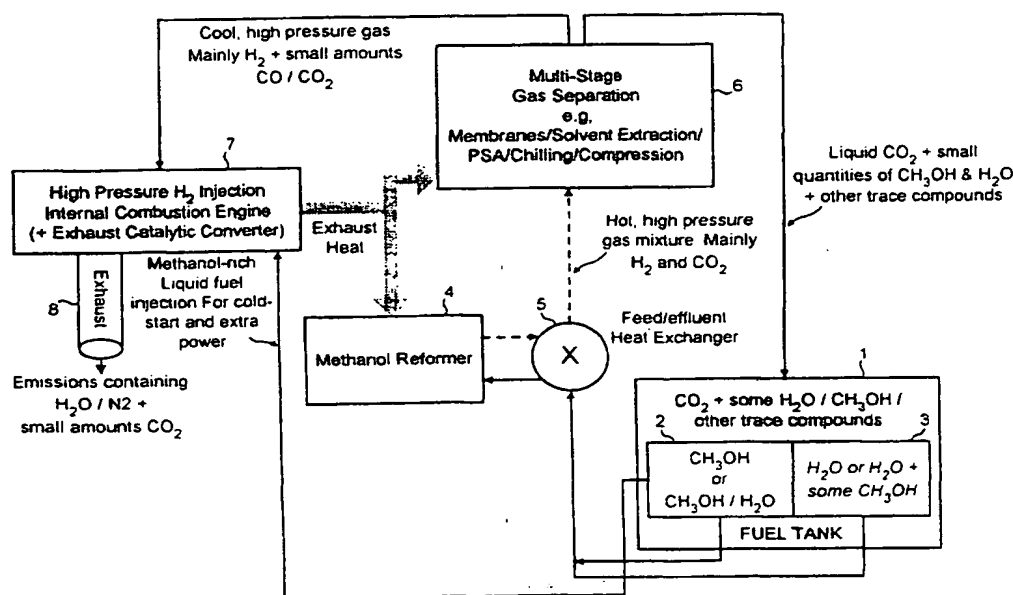 Cool, high pressure gas
Mainly H₂ + small amounts
CO / CO₂
Multi-Stage
Gas Separation
e.g,
Membranes/Solvent Extraction/
PSA/Chilling/Compression
6
7
High Pressure H₂ Injection
Internal Combustion Engine
(+ Exhaust Catalytic Converter)
Exhaust
Heat
Liquid CO₂ + small
quantities of CH₃OH & H₂O
+ other trace compounds
Hot, high pressure
gas mixture Mainly
H₂ and CO₂
8
Exhaust
Methanol-rich
Liquid fuel
injection For cold-
start and extra
power
4
Methanol Reformer
5
X
Feed/effluent
Heat Exchanger
Emissions containing
H₂O / N2 +
small amounts CO₂
1
CO₂ + some H₂O / CH₃OH /
other trace compounds
2
3
CH₃OH
or
CH₃OH / H₂O
H₂O or H₂O +
some CH₃OH
FUEL TANK